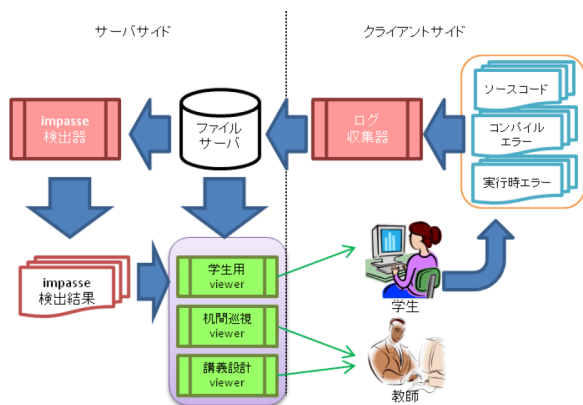 サーバサイド
クライアントサイド
impasse
検出器
ファイル
サーバ
ログ
収集器
ソースコード
コンパイル
エラー
実行時エラー
impasse
検出結果
学生用
viewer
机間巡視
viewer
講義設計
viewer
学生
教師